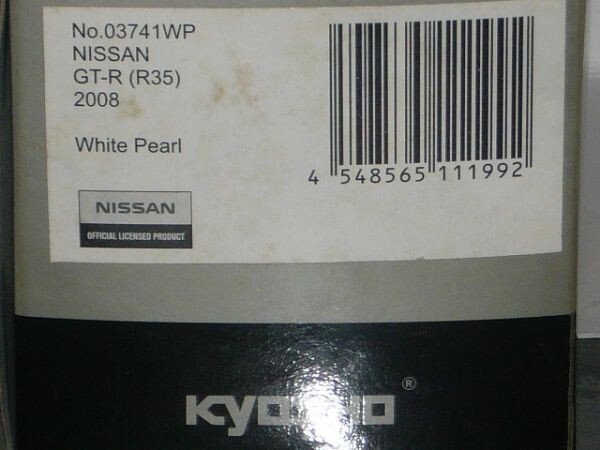 No.03741WP
NISSAN
GT-R (R35)
2008
White Pearl
4 548565 111992
NISSAN
OFFICIAL LICENSED PRODUCT
KYOSHO®